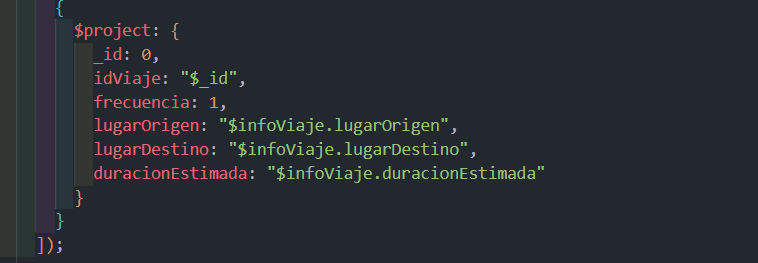 {
$project: {
_id: 0,
idViaje: "$_id",
frecuencia: 1,
lugarOrigen: "$infoViaje.lugarOrigen",
lugarDestino: "$infoViaje.lugarDestino",
duracionEstimada: "$infoViaje.duracionEstimada"
}
}
]);